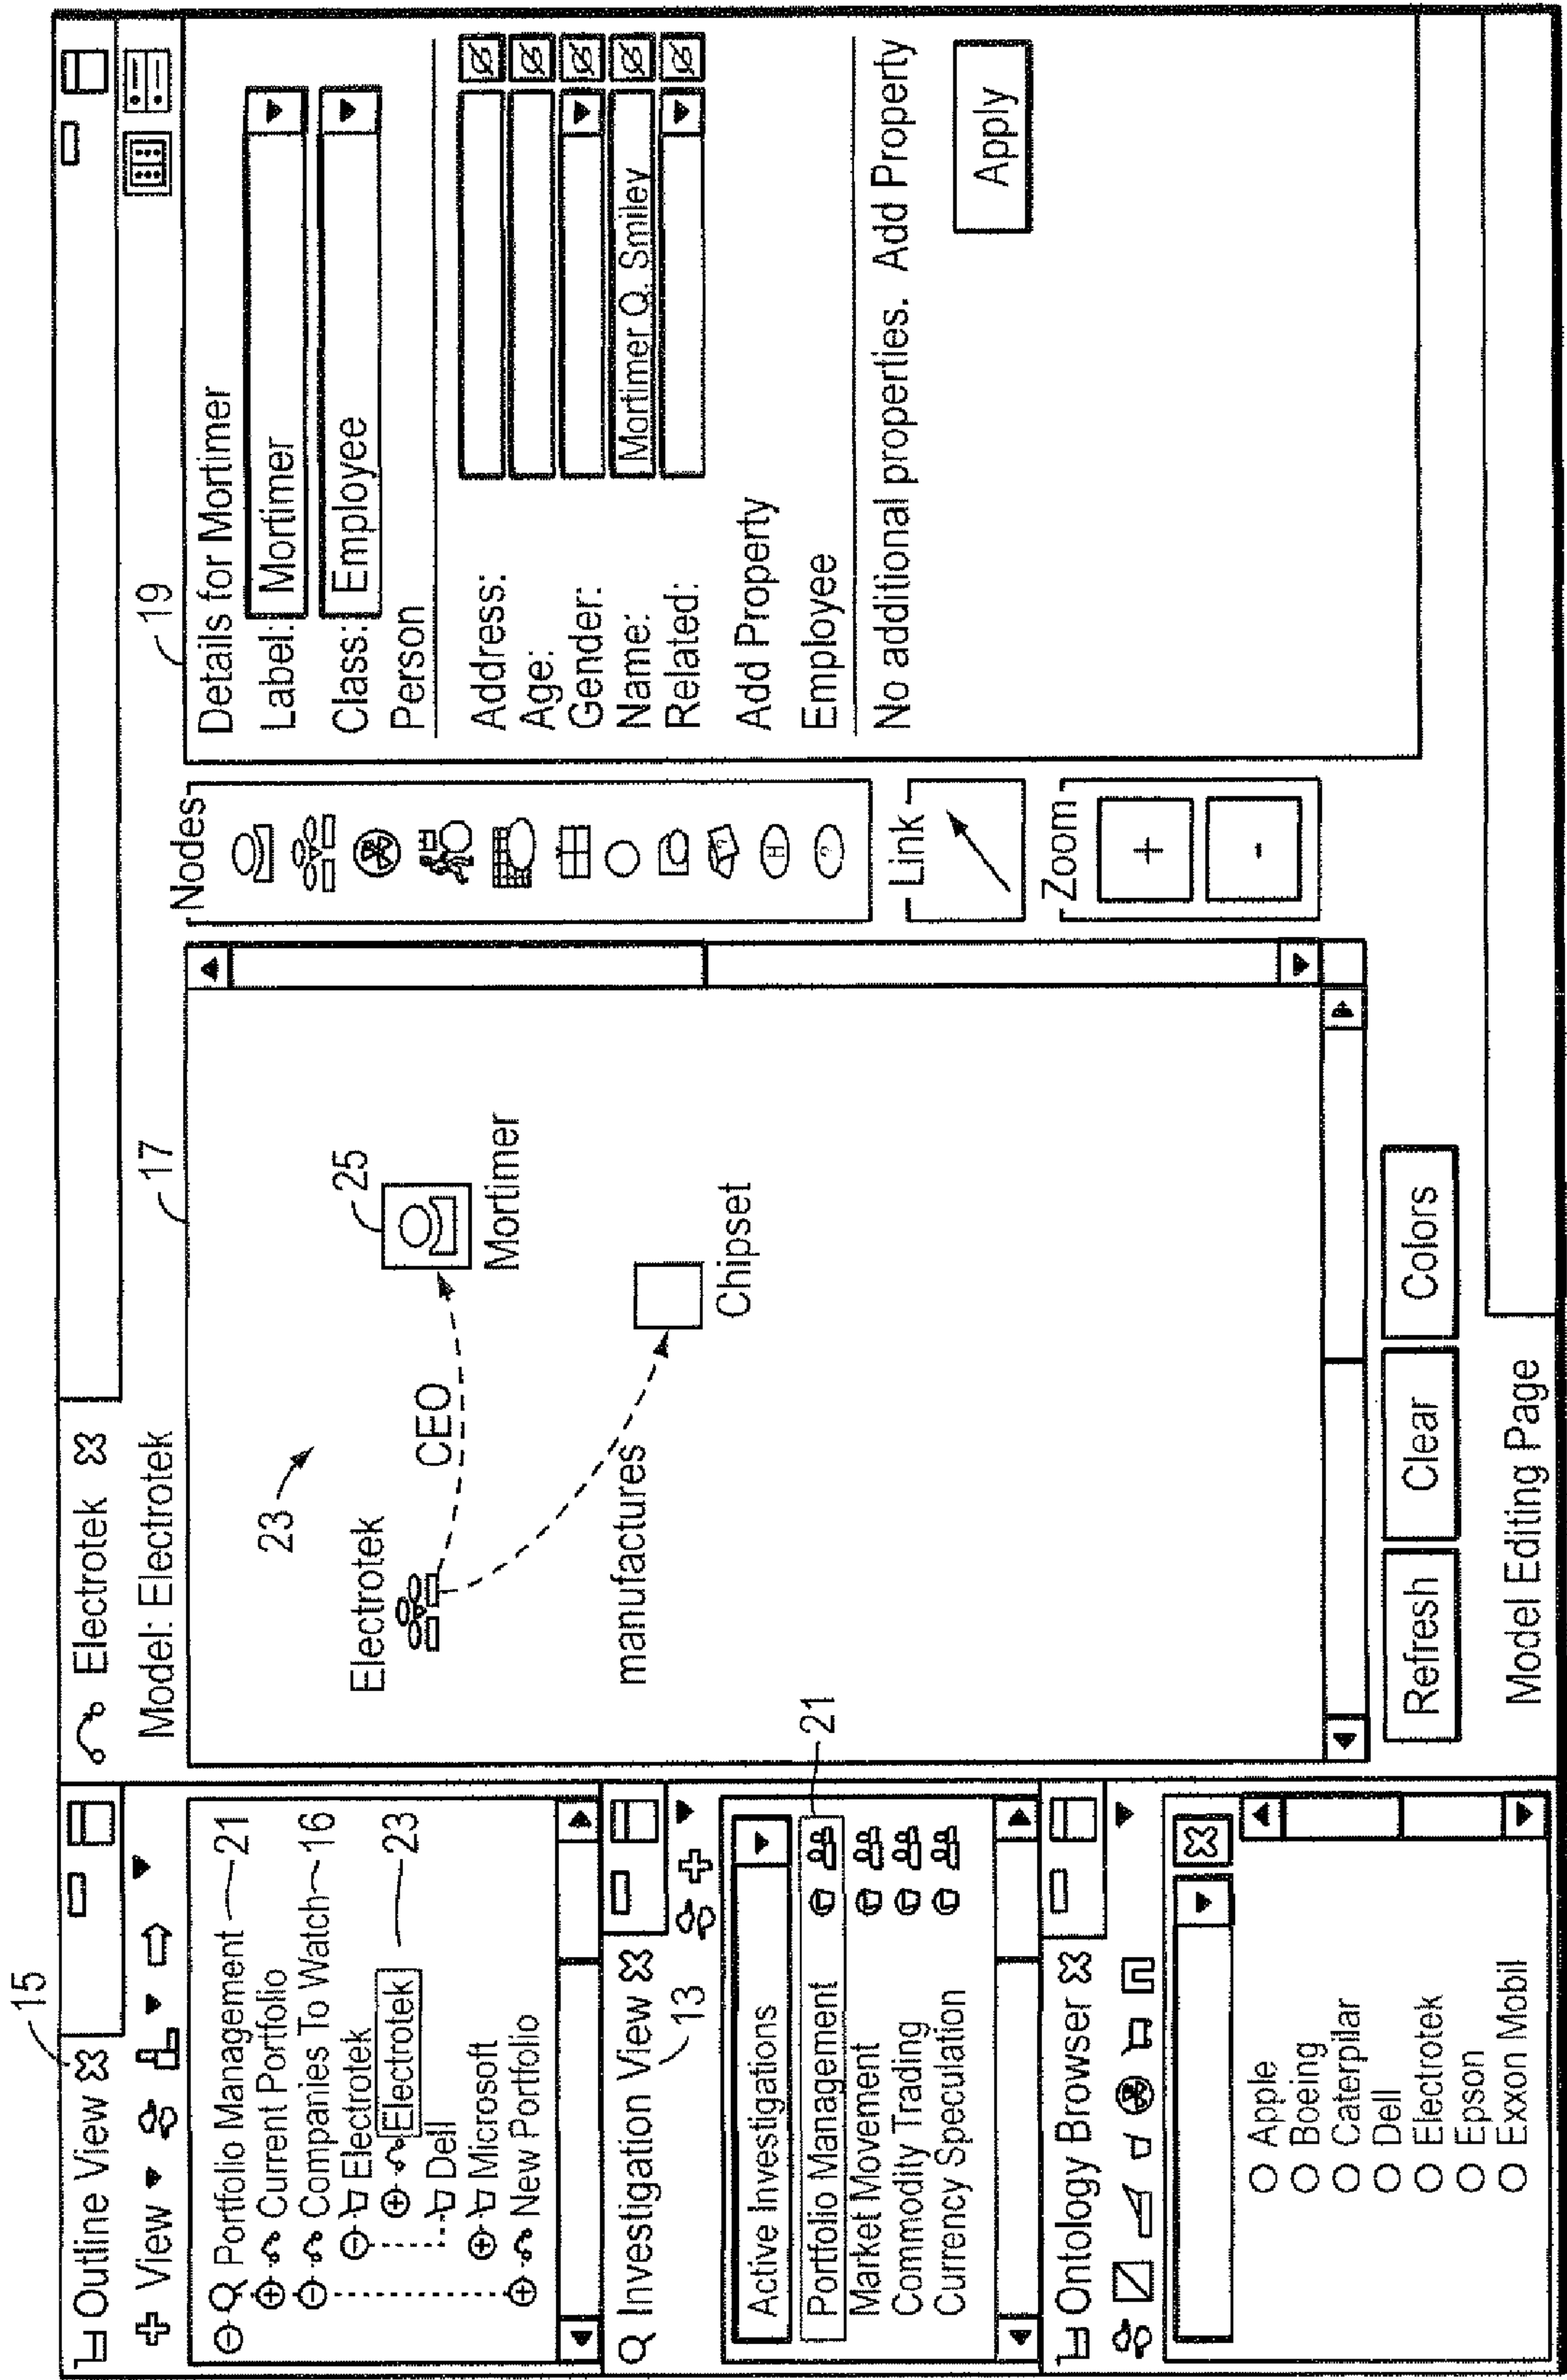 15
Outline View
View
Portfolio Management 21
Current Portfolio
Companies To Watch 16
Electrotek
Electrotek 23
Dell
Microsoft
New Portfolio
Investigation View
13
Active Investigations
21
Portfolio Management
Market Movement
Commodity Trading
Currency Speculation
Ontology Browser
Apple
Boeing
Caterpilar
Dell
Electrotek
Epson
Exxon Mobil
Electrotek
Model: Electrotek
17
23
25
Electrotek
CEO
Mortimer
manufactures
Chipset
Refresh Clear Colors
Model Editing Page
Nodes
H
?
Link
Zoom
+
-
19
Details for Mortimer
Label: Mortimer
Class: Employee
Person
Address:
Age:
Gender:
Name: Mortimer Q. Smiley
Related:
Add Property
Employee
No additional properties. Add Property
Apply